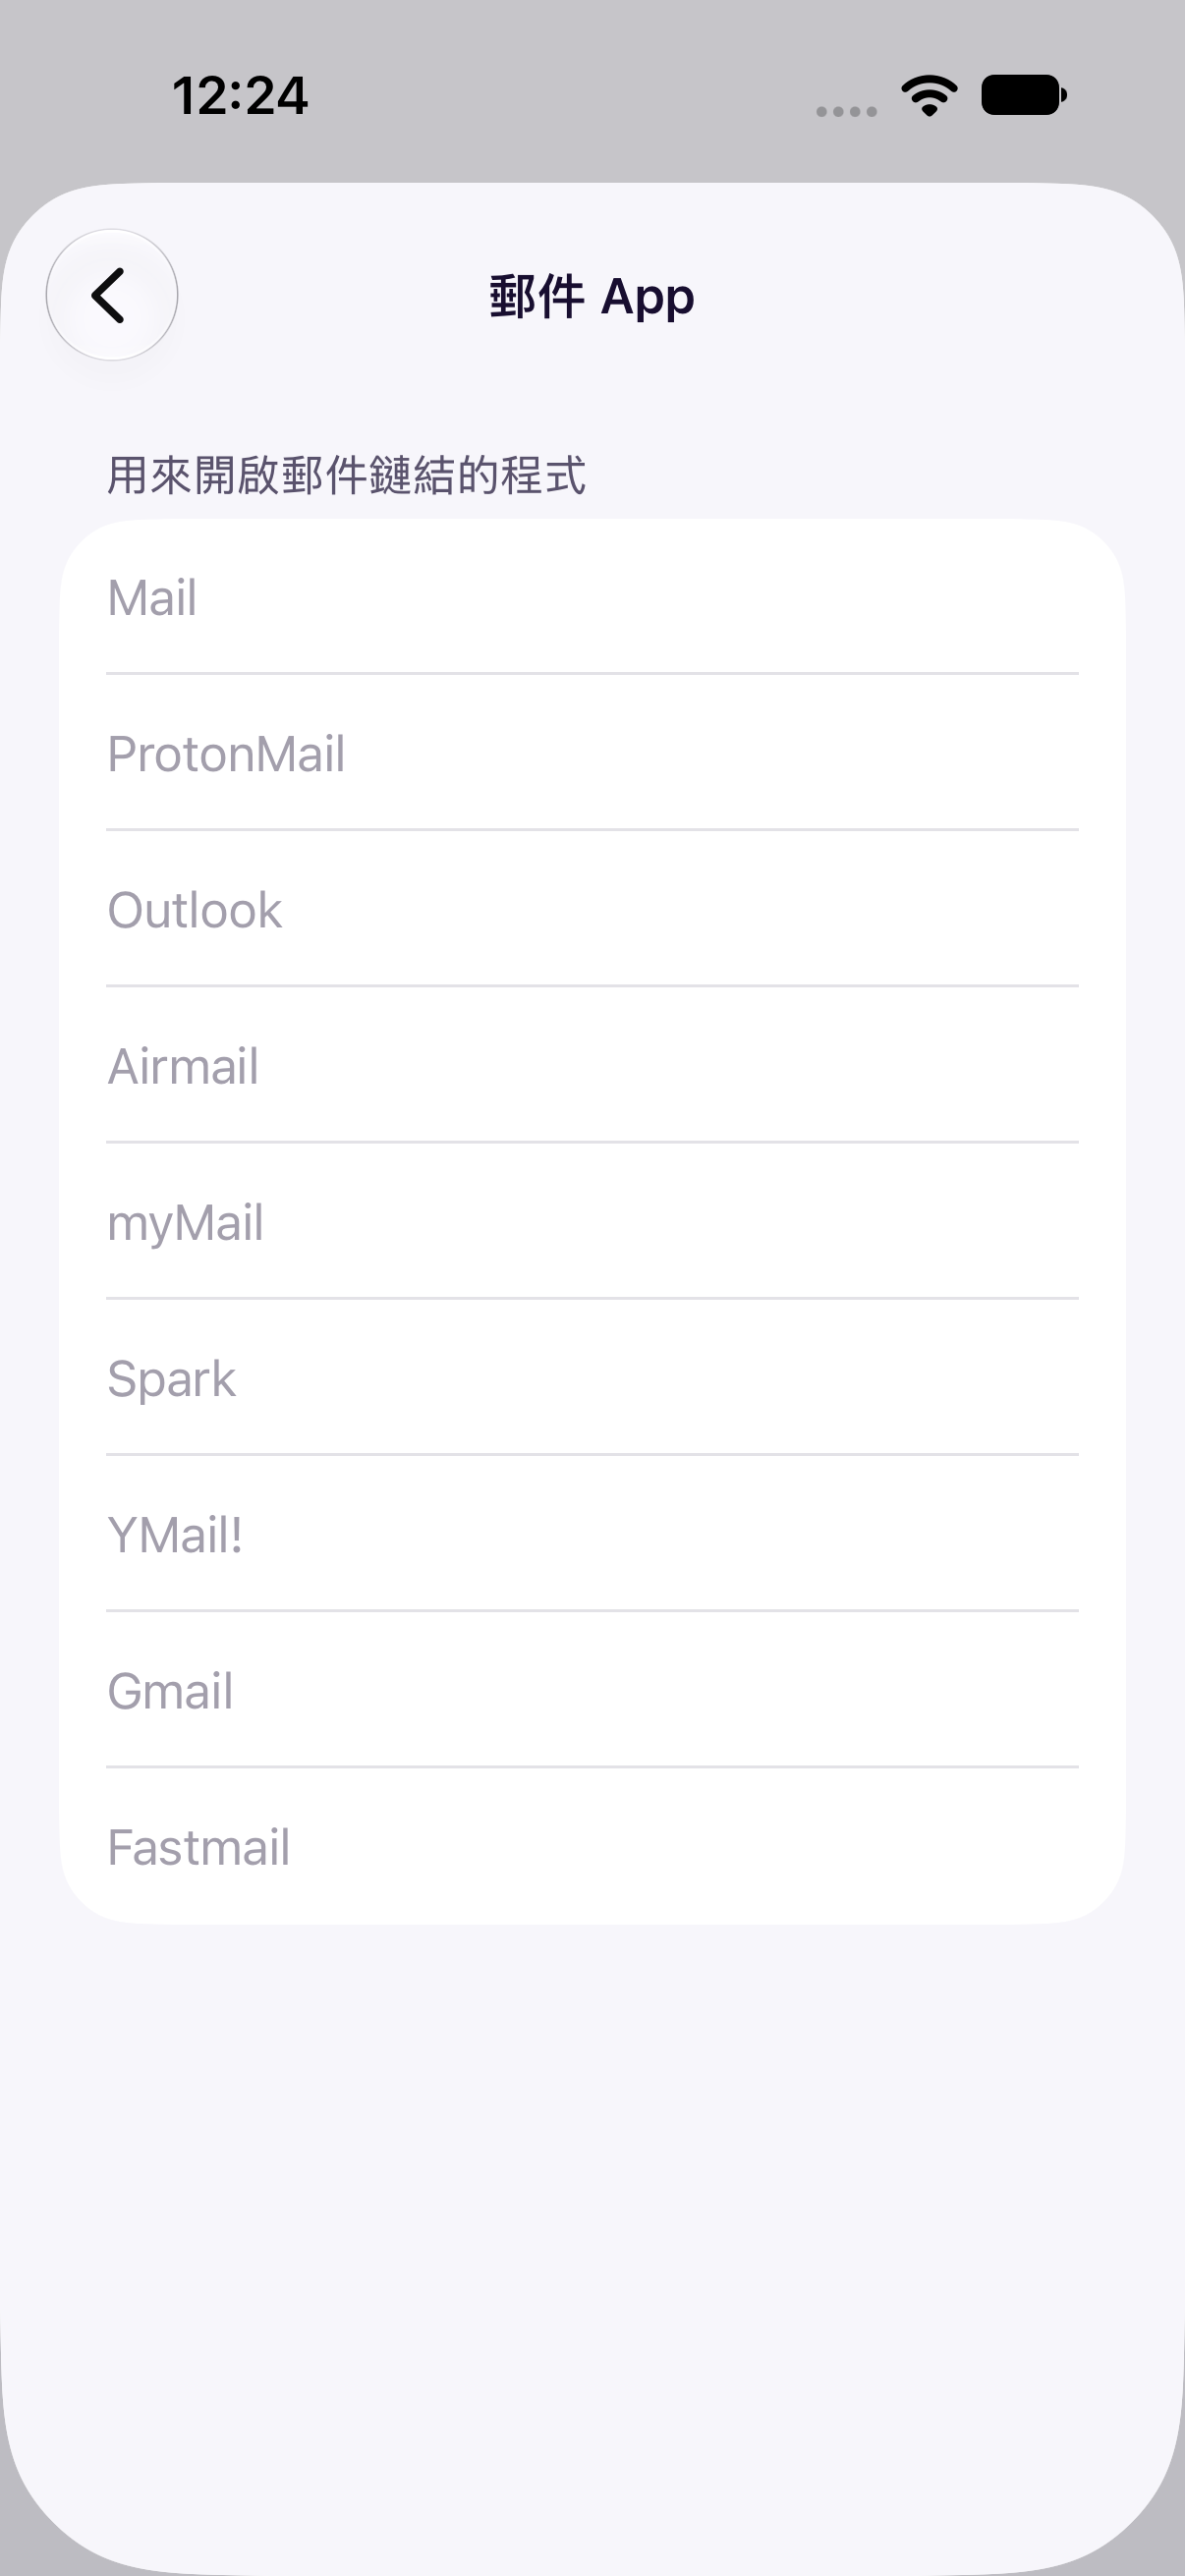 12:24
郵件 App
用來開啟郵件鏈結的程式
Mail
ProtonMail
Outlook
Airmail
myMail
Spark
YMail!
Gmail
Fastmail